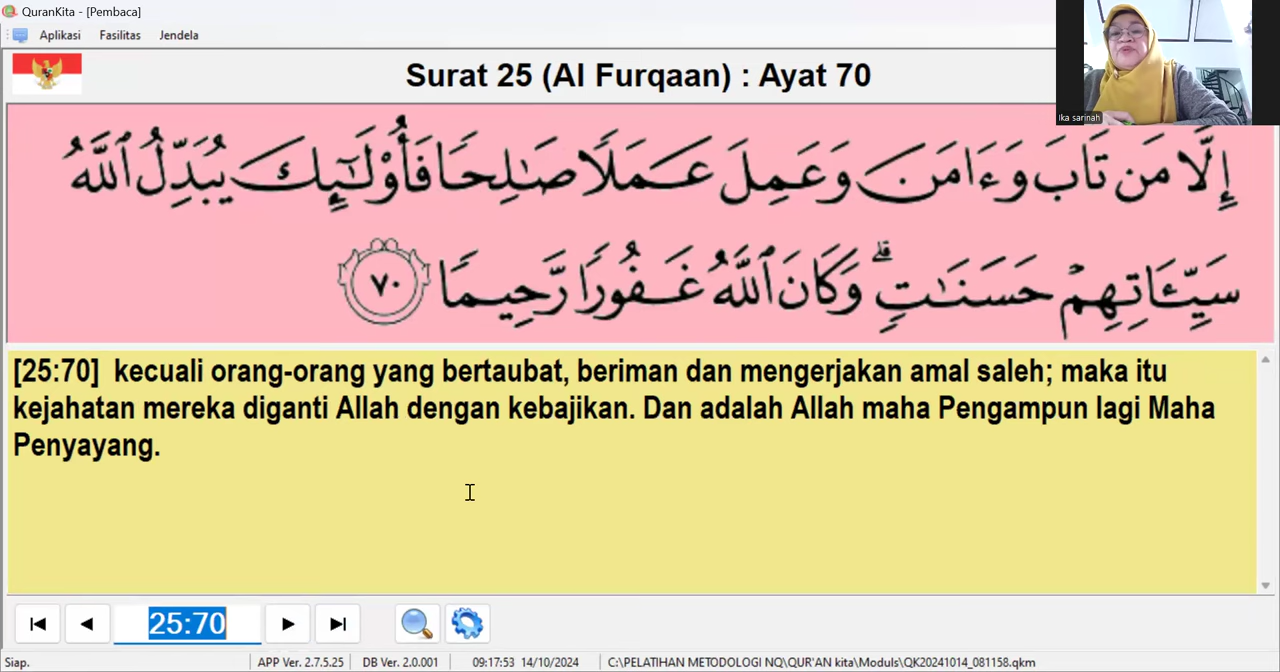 QuranKita - [Pembaca]
Aplikasi Fasilitas Jendela
Surat 25 (Al Furqaan) : Ayat 70
Ika sarinah
إِلَّا مَن تَابَ وَءَامَنَ وَعَمِلَ عَمَلًا صَـٰلِحًا فَأُو۟لَـٰٓئِكَ يُبَدِّلُ ٱللَّهُ
سَيِّـَٔاتِهِمْ حَسَنَـٰتٍ ۗ وَكَانَ ٱللَّهُ غَفُورًا رَّحِيمًا ٧٠
[25:70] kecuali orang-orang yang bertaubat, beriman dan mengerjakan amal saleh; maka itu
kejahatan mereka diganti Allah dengan kebajikan. Dan adalah Allah maha Pengampun lagi Maha
Penyayang.
25:70
Siap. APP Ver. 2.7.5.25 DB Ver. 2.0.001 09:17:53 14/10/2024 C:\PELATIHAN METODOLOGI NQ\QUR'AN kita\Moduls\QK20241014_081158.qkm